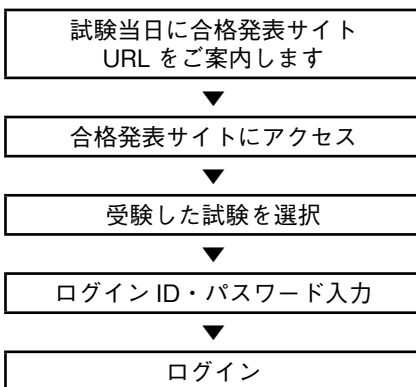 試験当日に合格発表サイト
URL をご案内します
▼
合格発表サイトにアクセス
▼
受験した試験を選択
▼
ログイン ID・パスワード入力
▼
ログイン